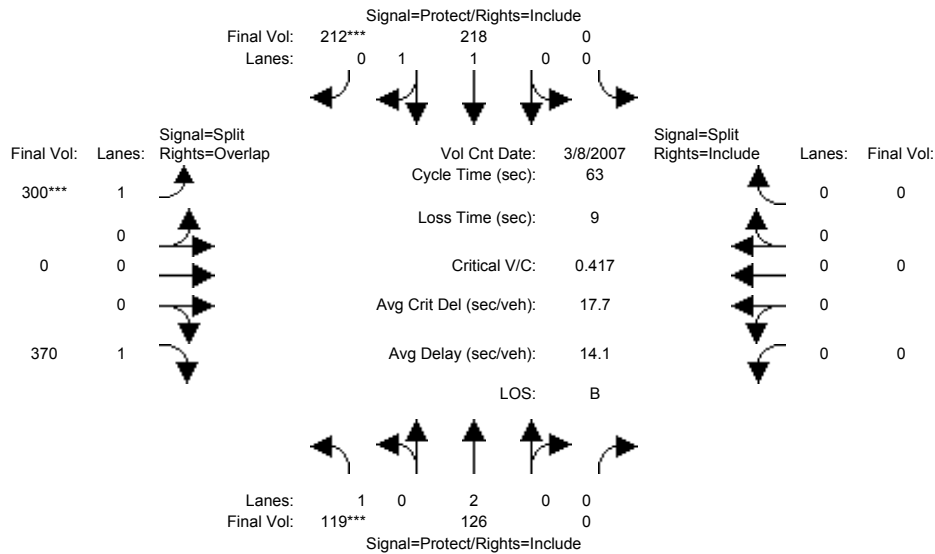 Signal=Protect/Rights=Include
Final Vol: 212*** 218 0
Lanes: 0 1 1 0 0
Signal=Split
Final Vol: Lanes: Rights=Overlap
Vol Cnt Date: 3/8/2007
Signal=Split
Rights=Include Lanes: Final Vol:
Cycle Time (sec): 63
300*** 1 0 0
Loss Time (sec): 9
0 0
0 0 Critical V/C: 0.417 0 0
0 Avg Crit Del (sec/veh): 17.7 0
370 1 Avg Delay (sec/veh): 14.1 0 0
LOS: B
Lanes: 1 0 2 0 0
Final Vol: 119*** 126 0
Signal=Protect/Rights=Include